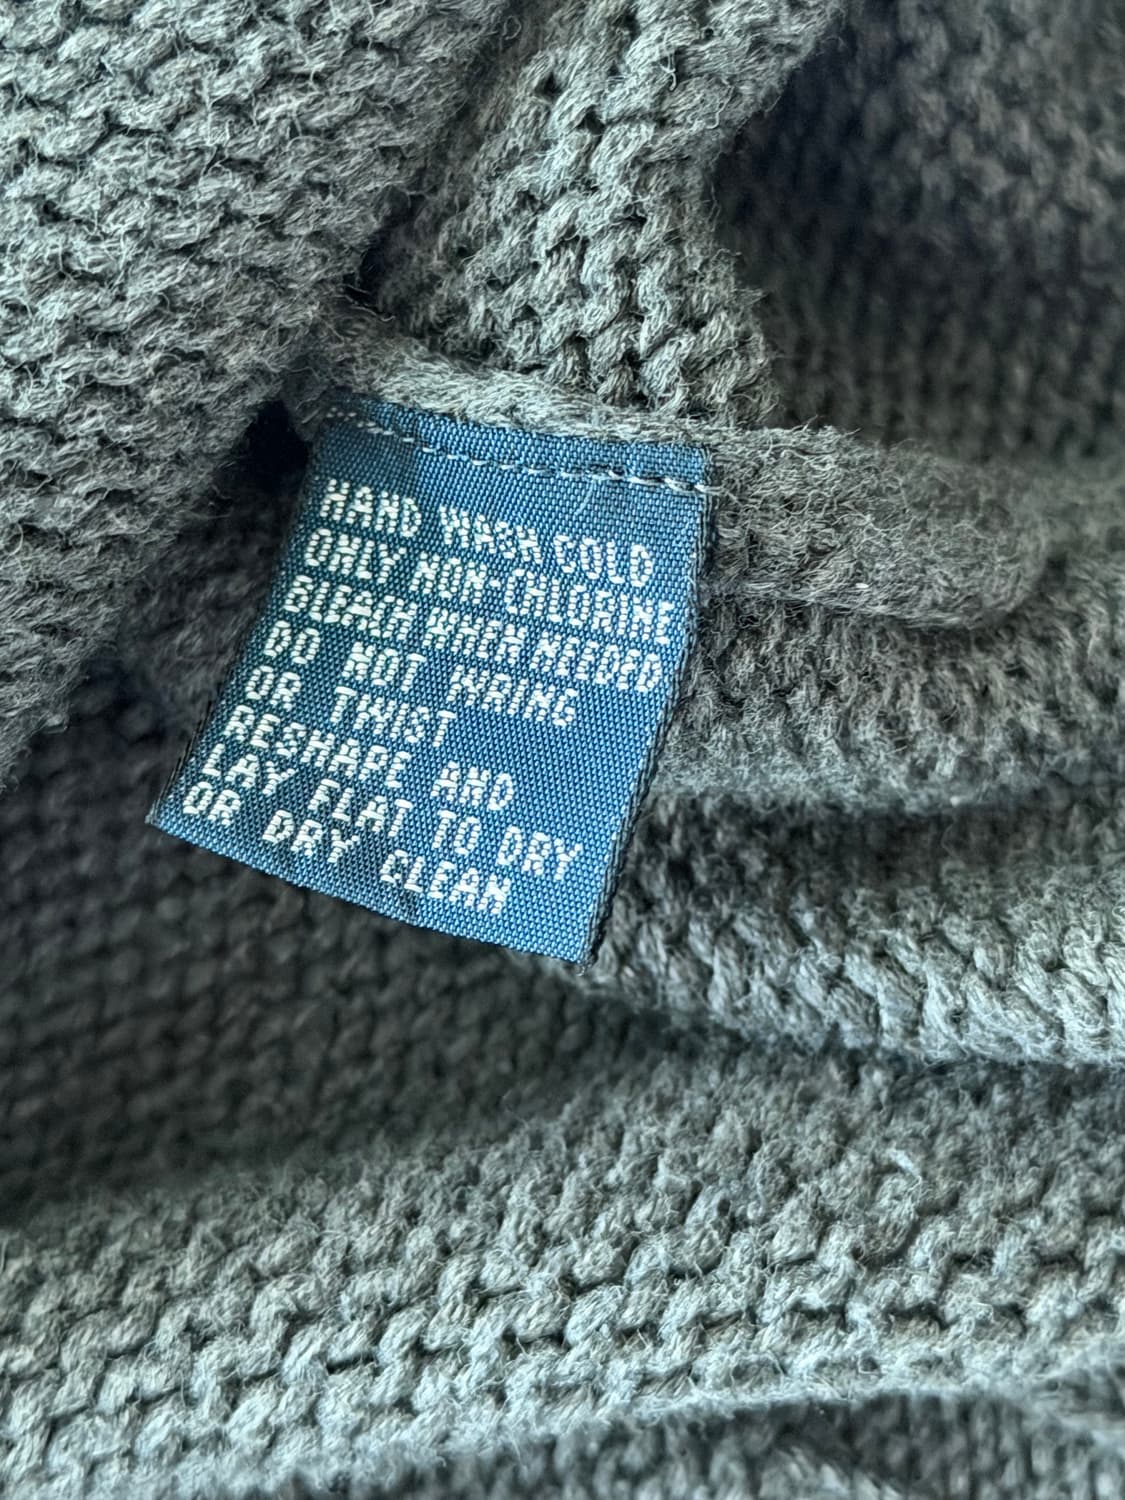 HAND WASH COLD
ONLY NON-CHLORINE
BLEACH WHEN NEEDED
DO NOT WRING
OR TWIST
RESHAPE AND
LAY FLAT TO DRY
OR DRY CLEAN